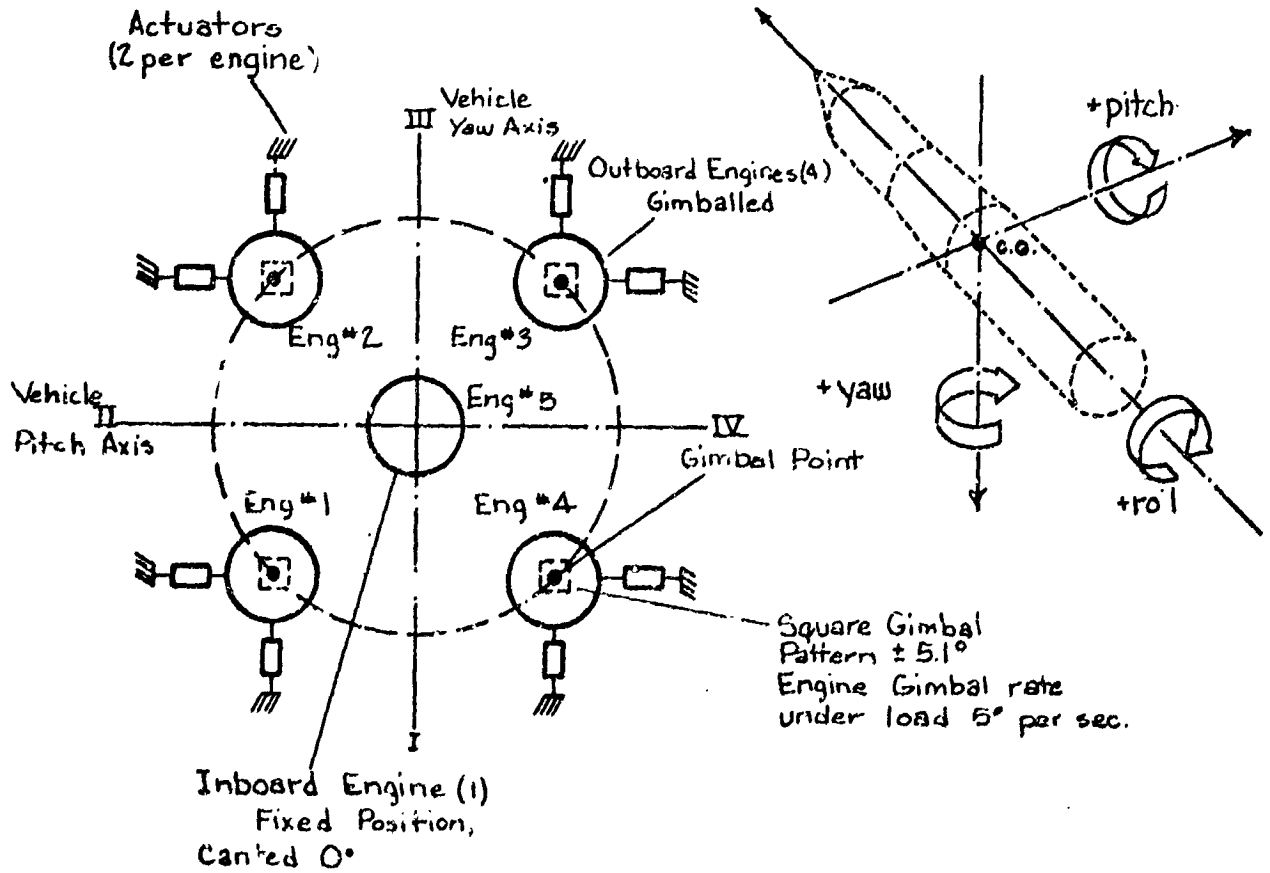 Actuators
(2 per engine)
III
Vehicle
Yaw Axis
Outboard Engines (4)
Gimballed
Eng #2
Eng #3
Vehicle
II
Pitch Axis
Eng #5
IV
Gimbal Point
Eng #1
Eng #4
Square Gimbal
Pattern ± 5.1°
Engine Gimbal rate
under load 5° per sec.
I
Inboard Engine (1)
Fixed Position,
Canted 0°
+pitch
c.g.
+yaw
+roll